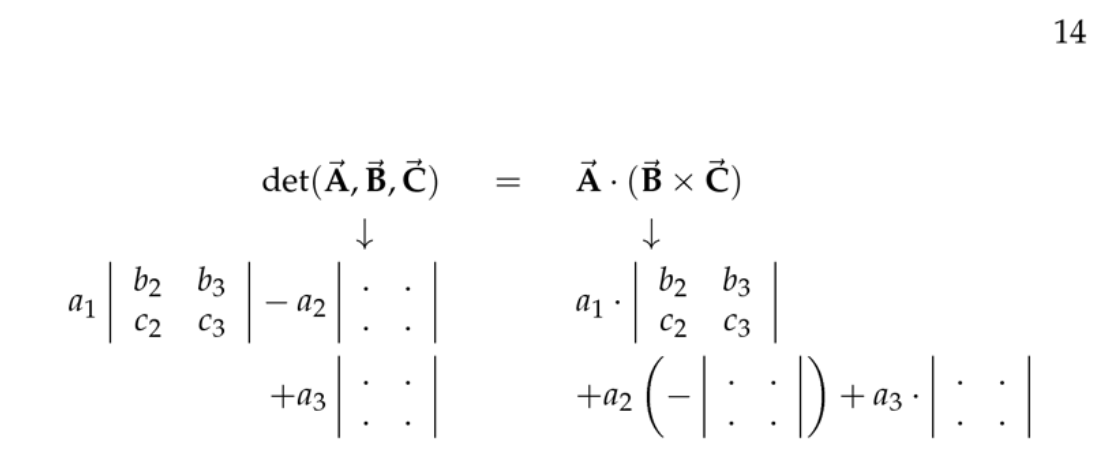 14
det(A⃗, B⃗, C⃗) = A⃗ · (B⃗ × C⃗)
↓ ↓
a₁ | b₂ b₃ | − a₂ | . . | a₁ · | b₂ b₃ |
| c₂ c₃ | | . . | | c₂ c₃ |
+a₃ | . . | +a₂ (− | . . |) + a₃ · | . . |
| . . | | . . | | . . |